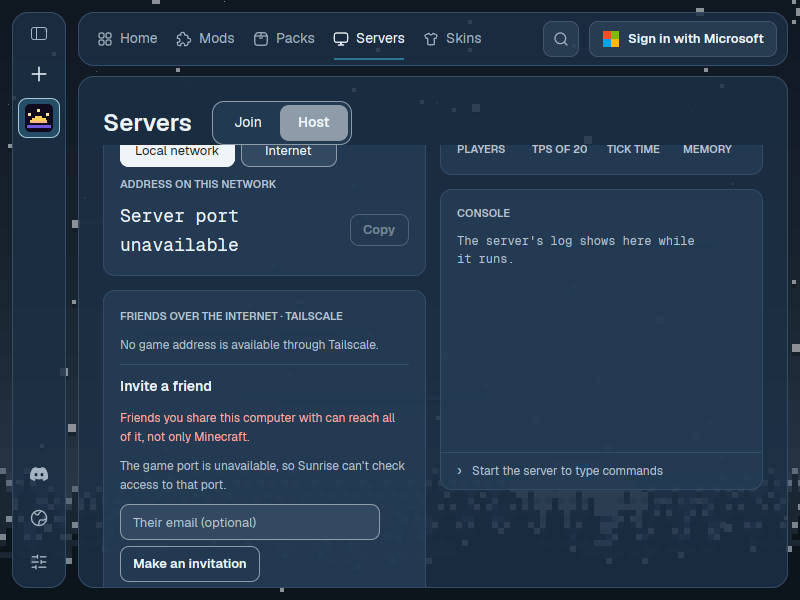 Home
Mods
Packs
Servers
Skins
Sign in with Microsoft
Servers
Join
Host
Local network
Internet
ADDRESS ON THIS NETWORK
Server port
unavailable
Copy
FRIENDS OVER THE INTERNET · TAILSCALE
No game address is available through Tailscale.
Invite a friend
Friends you share this computer with can reach all
of it, not only Minecraft.
The game port is unavailable, so Sunrise can't check
access to that port.
Their email (optional)
Make an invitation
PLAYERS
TPS OF 20
TICK TIME
MEMORY
CONSOLE
The server's log shows here while
it runs.
› Start the server to type commands